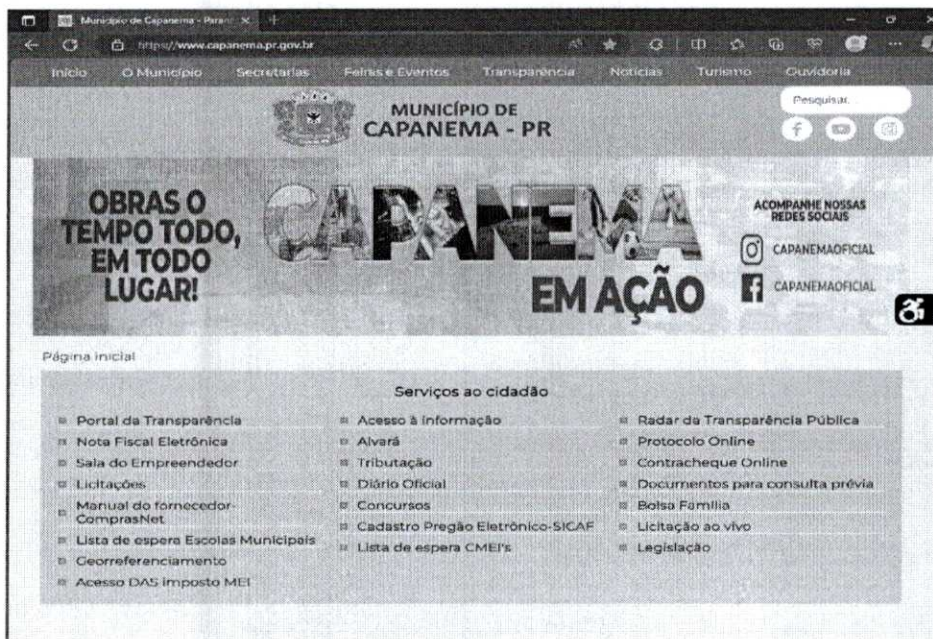 Município de Capanema - Paraná
https://www.capanema.pr.gov.br
Início O Município Secretarias Feiras e Eventos Transparência Notícias Turismo Ouvidoria
MUNICÍPIO DE
CAPANEMA - PR
Pesquisar...
OBRAS O
TEMPO TODO,
EM TODO
LUGAR!
CAPANEMA
EM AÇÃO
ACOMPANHE NOSSAS
REDES SOCIAIS
CAPANEMAOFICIAL
CAPANEMAOFICIAL
Página inicial
Serviços ao cidadão
Portal da Transparência
Nota Fiscal Eletrônica
Sala do Empreendedor
Licitações
Manual do fornecedor-
ComprasNet
Lista de espera Escolas Municipais
Georreferenciamento
Acesso DAS imposto MEI
Acesso à informação
Alvará
Tributação
Diário Oficial
Concursos
Cadastro Pregão Eletrônico-SICAF
Lista de espera CMEI's
Radar da Transparência Pública
Protocolo Online
Contracheque Online
Documentos para consulta prévia
Bolsa Família
Licitação ao vivo
Legislação